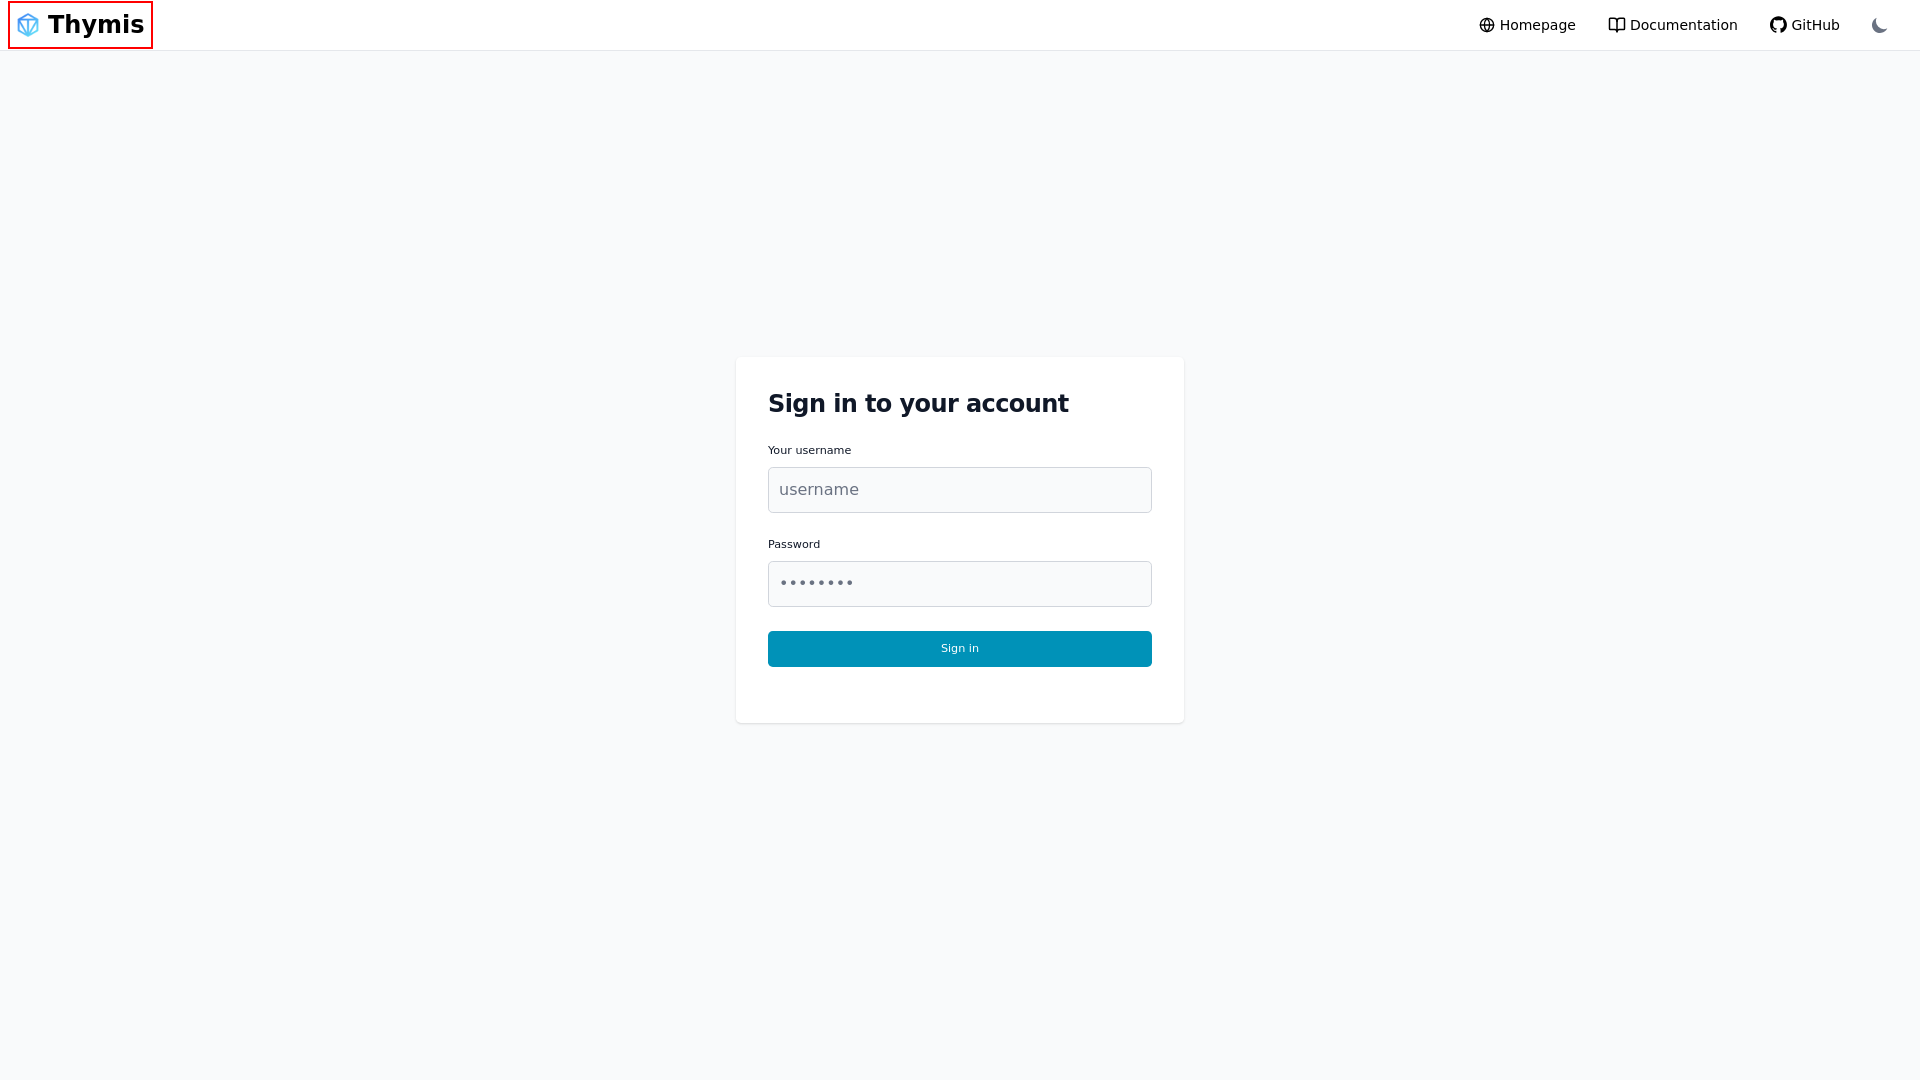 Thymis
Homepage Documentation GitHub
Sign in to your account
Your username
username
Password
••••••••
Sign in